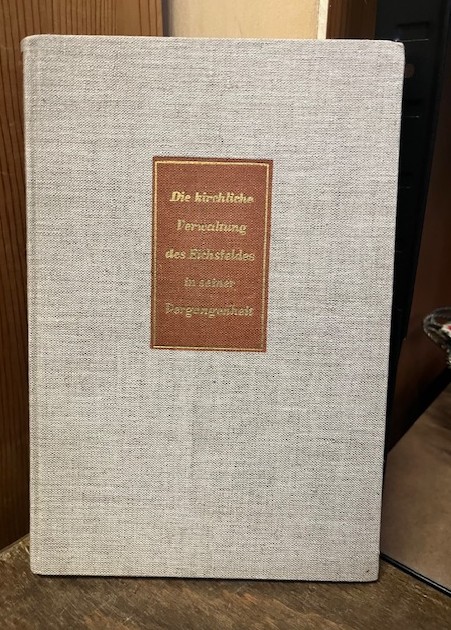 Die kirchliche
Verwaltung
des Eichsfeldes
in seiner
Vergangenheit